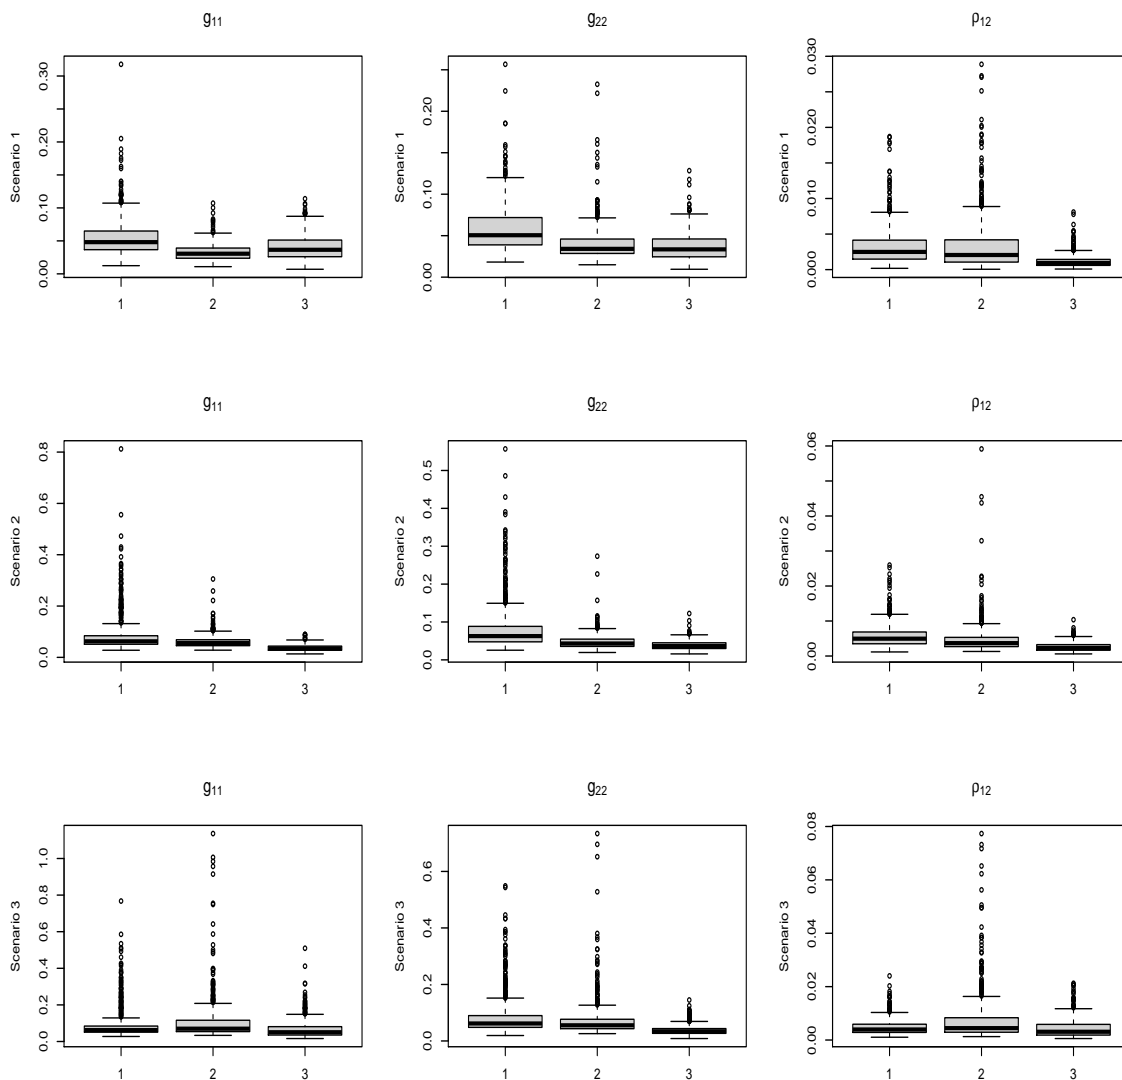 g11
Scenario 1
0.00 0.10 0.20 0.30
1 2 3
g22
Scenario 1
0.00 0.10 0.20
1 2 3
ρ12
Scenario 1
0.000 0.010 0.020 0.030
1 2 3
g11
Scenario 2
0.0 0.2 0.4 0.6 0.8
1 2 3
g22
Scenario 2
0.0 0.1 0.2 0.3 0.4 0.5
1 2 3
ρ12
Scenario 2
0.00 0.02 0.04 0.06
1 2 3
g11
Scenario 3
0.0 0.2 0.4 0.6 0.8 1.0
1 2 3
g22
Scenario 3
0.0 0.2 0.4 0.6
1 2 3
ρ12
Scenario 3
0.00 0.02 0.04 0.06 0.08
1 2 3